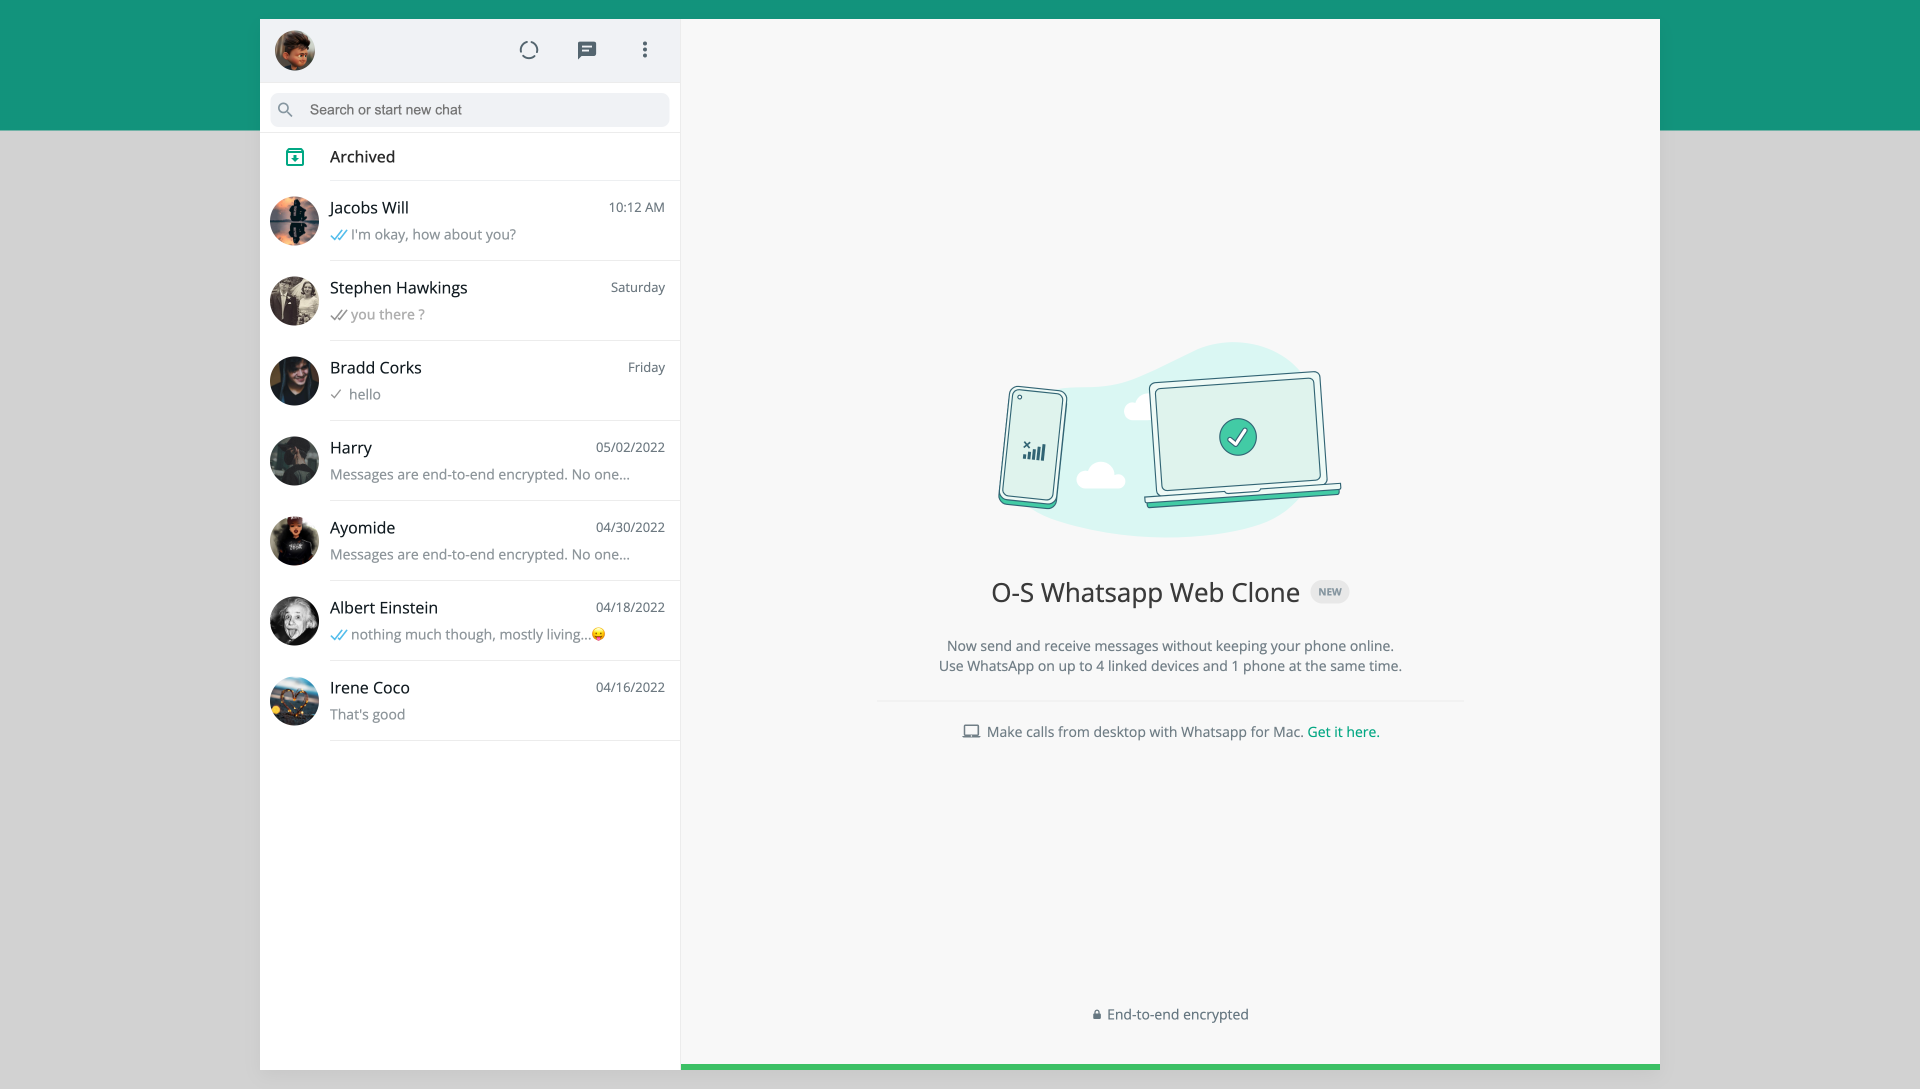 Search or start new chat
Archived
Jacobs Will
10:12 AM
I'm okay, how about you?
Stephen Hawkings
Saturday
you there ?
Bradd Corks
Friday
hello
Harry
05/02/2022
Messages are end-to-end encrypted. No one...
Ayomide
04/30/2022
Messages are end-to-end encrypted. No one...
Albert Einstein
04/18/2022
nothing much though, mostly living...😛
Irene Coco
04/16/2022
That's good
O-S Whatsapp Web Clone NEW
Now send and receive messages without keeping your phone online.
Use WhatsApp on up to 4 linked devices and 1 phone at the same time.
Make calls from desktop with Whatsapp for Mac. Get it here.
End-to-end encrypted